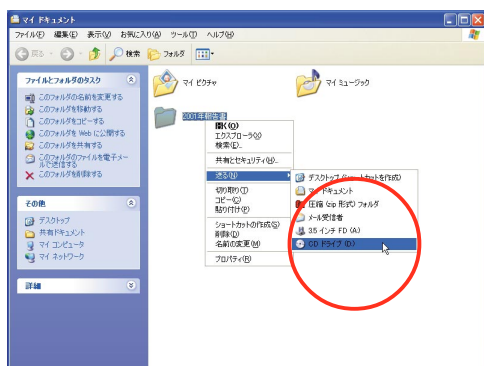 マイ ドキュメント
ファイル(F) 編集(E) 表示(V) お気に入り(A) ツール(T) ヘルプ(H)
戻る 検索 フォルダ
ファイルとフォルダのタスク
このフォルダの名前を変更する
このフォルダを移動する
このフォルダをコピーする
このフォルダを Web に公開する
このフォルダを共有する
このフォルダのファイルを電子メールで送信する
このフォルダを削除する
その他
デスクトップ
共有ドキュメント
マイ コンピュータ
マイ ネットワーク
詳細
マイ ピクチャ
マイ ミュージック
2001年報告書
開く(O)
エクスプローラ(X)
検索(E)...
共有とセキュリティ(H)...
送る(N)
切り取り(T)
コピー(C)
貼り付け(P)
ショートカットの作成(S)
削除(D)
名前の変更(M)
プロパティ(R)
デスクトップ (ショートカットを作成)
マイ ドキュメント
圧縮 (zip 形式) フォルダ
メール受信者
3.5 インチ FD (A)
CD ドライブ (D)